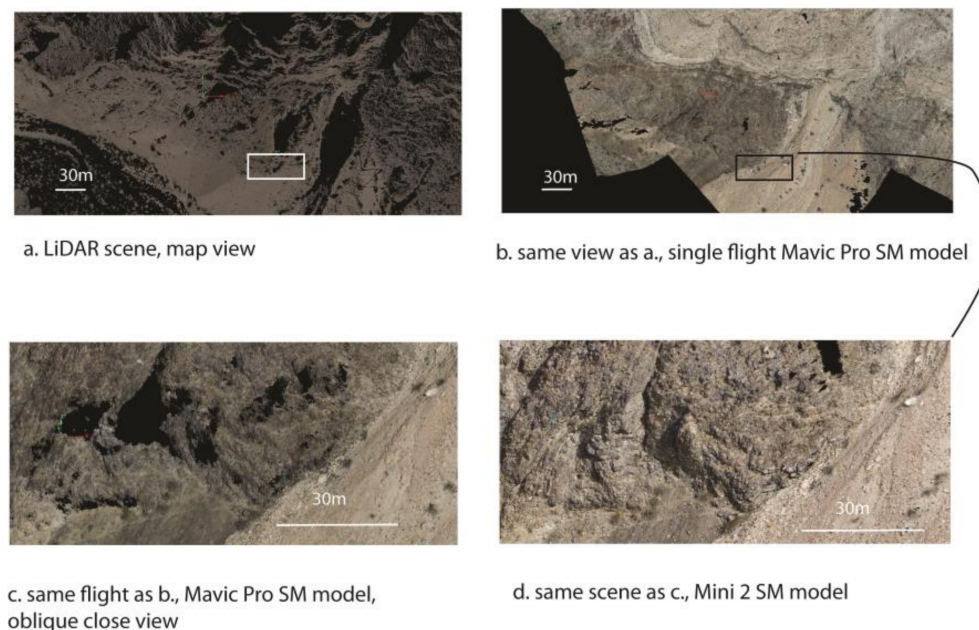 30m
30m
a. LiDAR scene, map view
b. same view as a., single flight Mavic Pro SM model
30m
30m
c. same flight as b., Mavic Pro SM model,
oblique close view
d. same scene as c., Mini 2 SM model